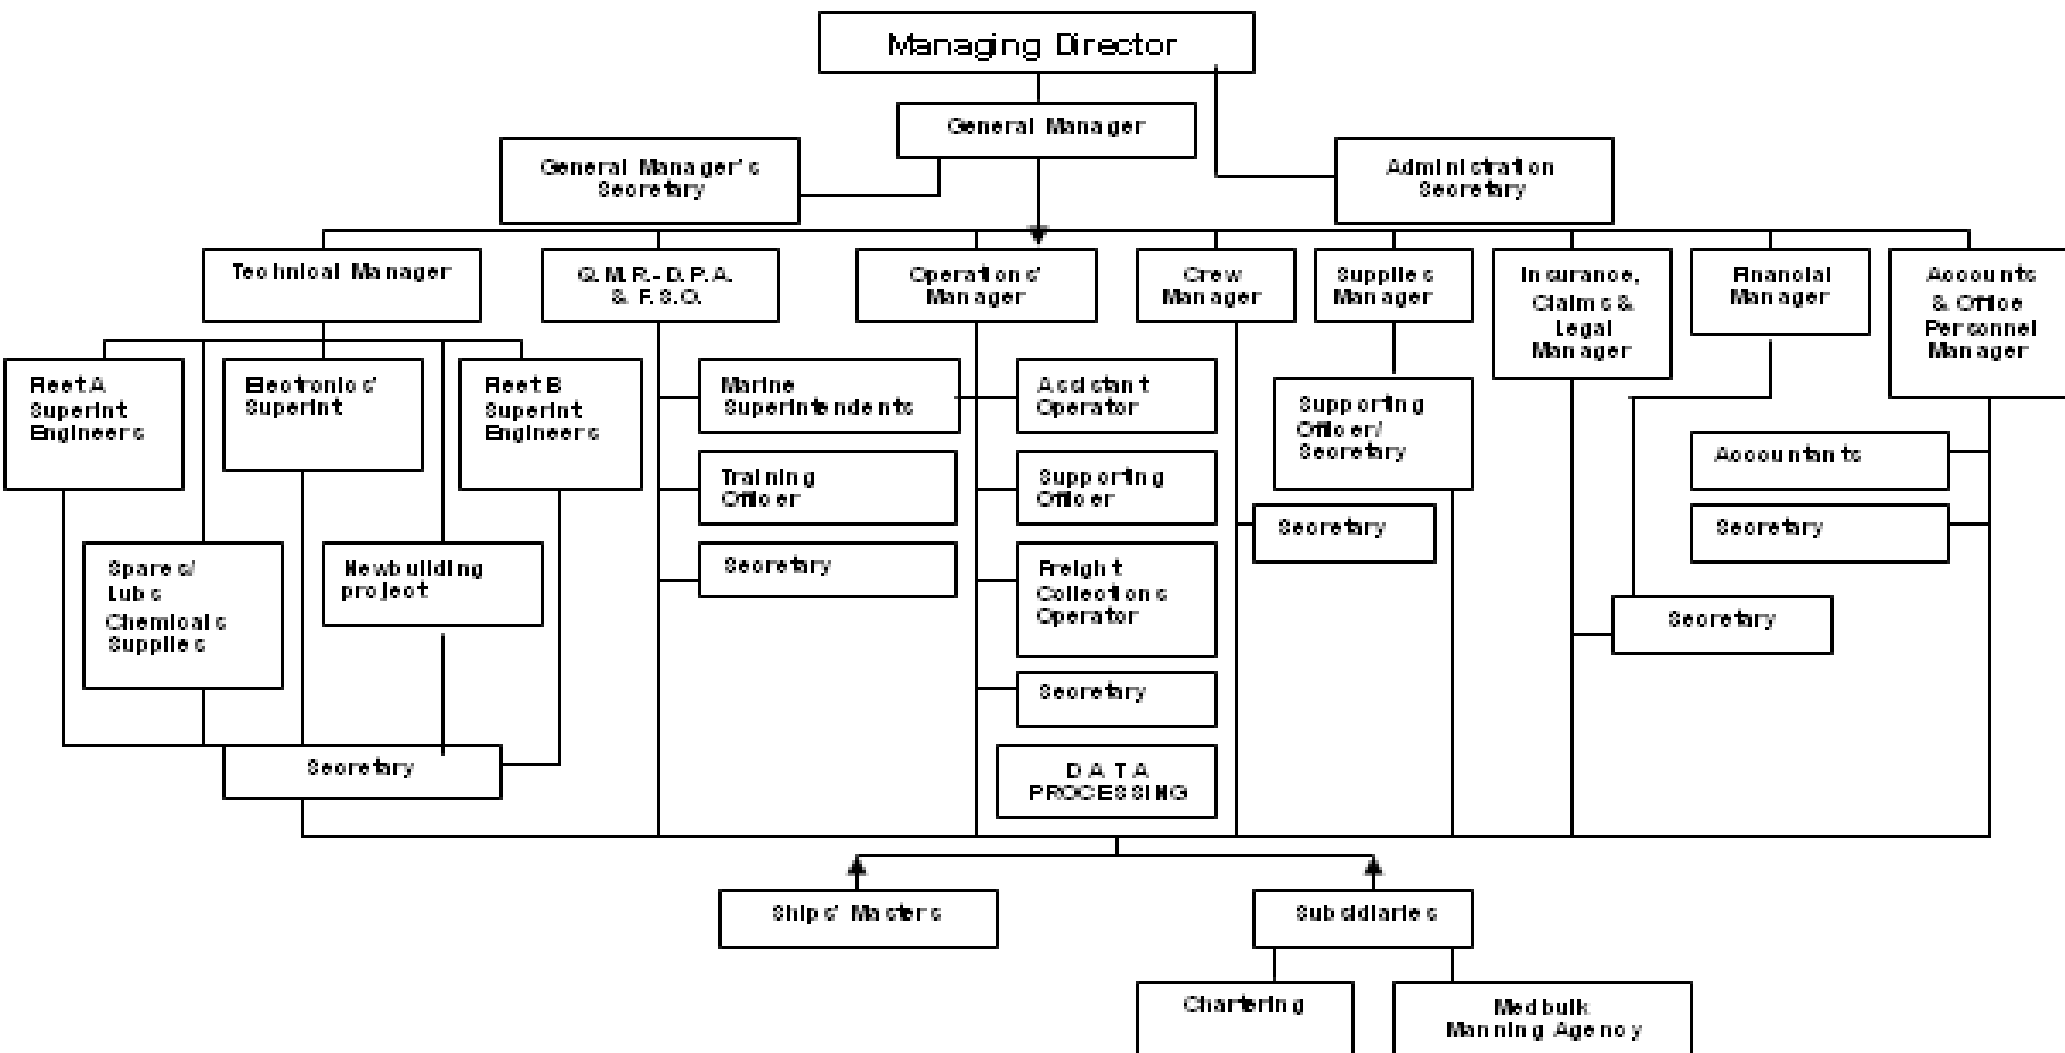 Managing Director
General Manager
General Manager's
Secretary
Administration
Secretary
Technical Manager
Q.M.R.-D.P.A.
& F.S.O.
Operations'
Manager
Crew
Manager
Supplies
Manager
Insurance,
Claims &
Legal
Manager
Financial
Manager
Accounts
& Office
Personnel
Manager
Fleet A
Superint
Engineers
Electronics'
Superint
Fleet B
Superint
Engineers
Marine
Superintendents
Assistant
Operator
Supporting
Officer/
Secretary
Accountants
Training
Officer
Supporting
Officer
Secretary
Secretary
Spares/
Lubs
Chemicals
Supplies
Newbuilding
project
Secretary
Freight
Collections
Operator
Secretary
Secretary
Secretary
DATA
PROCESSING
Ships' Masters
Subsidiaries
Chartering
Medbulk
Manning Agency